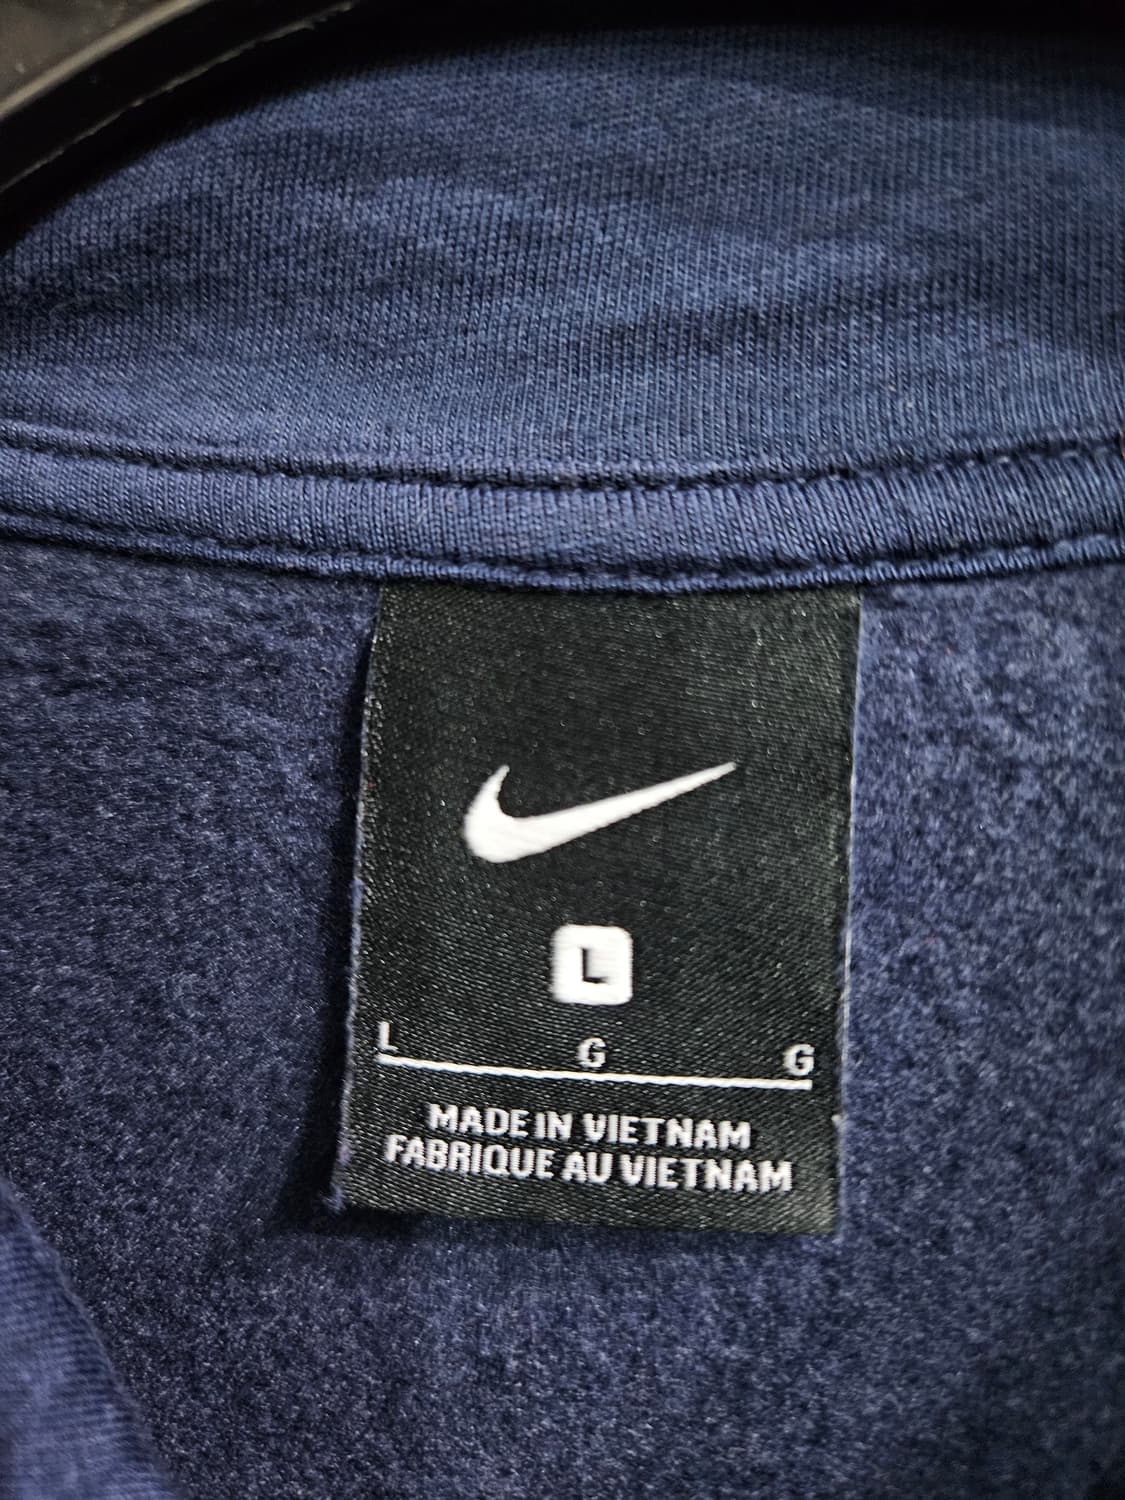 L
L G G
MADE IN VIETNAM
FABRIQUE AU VIETNAM